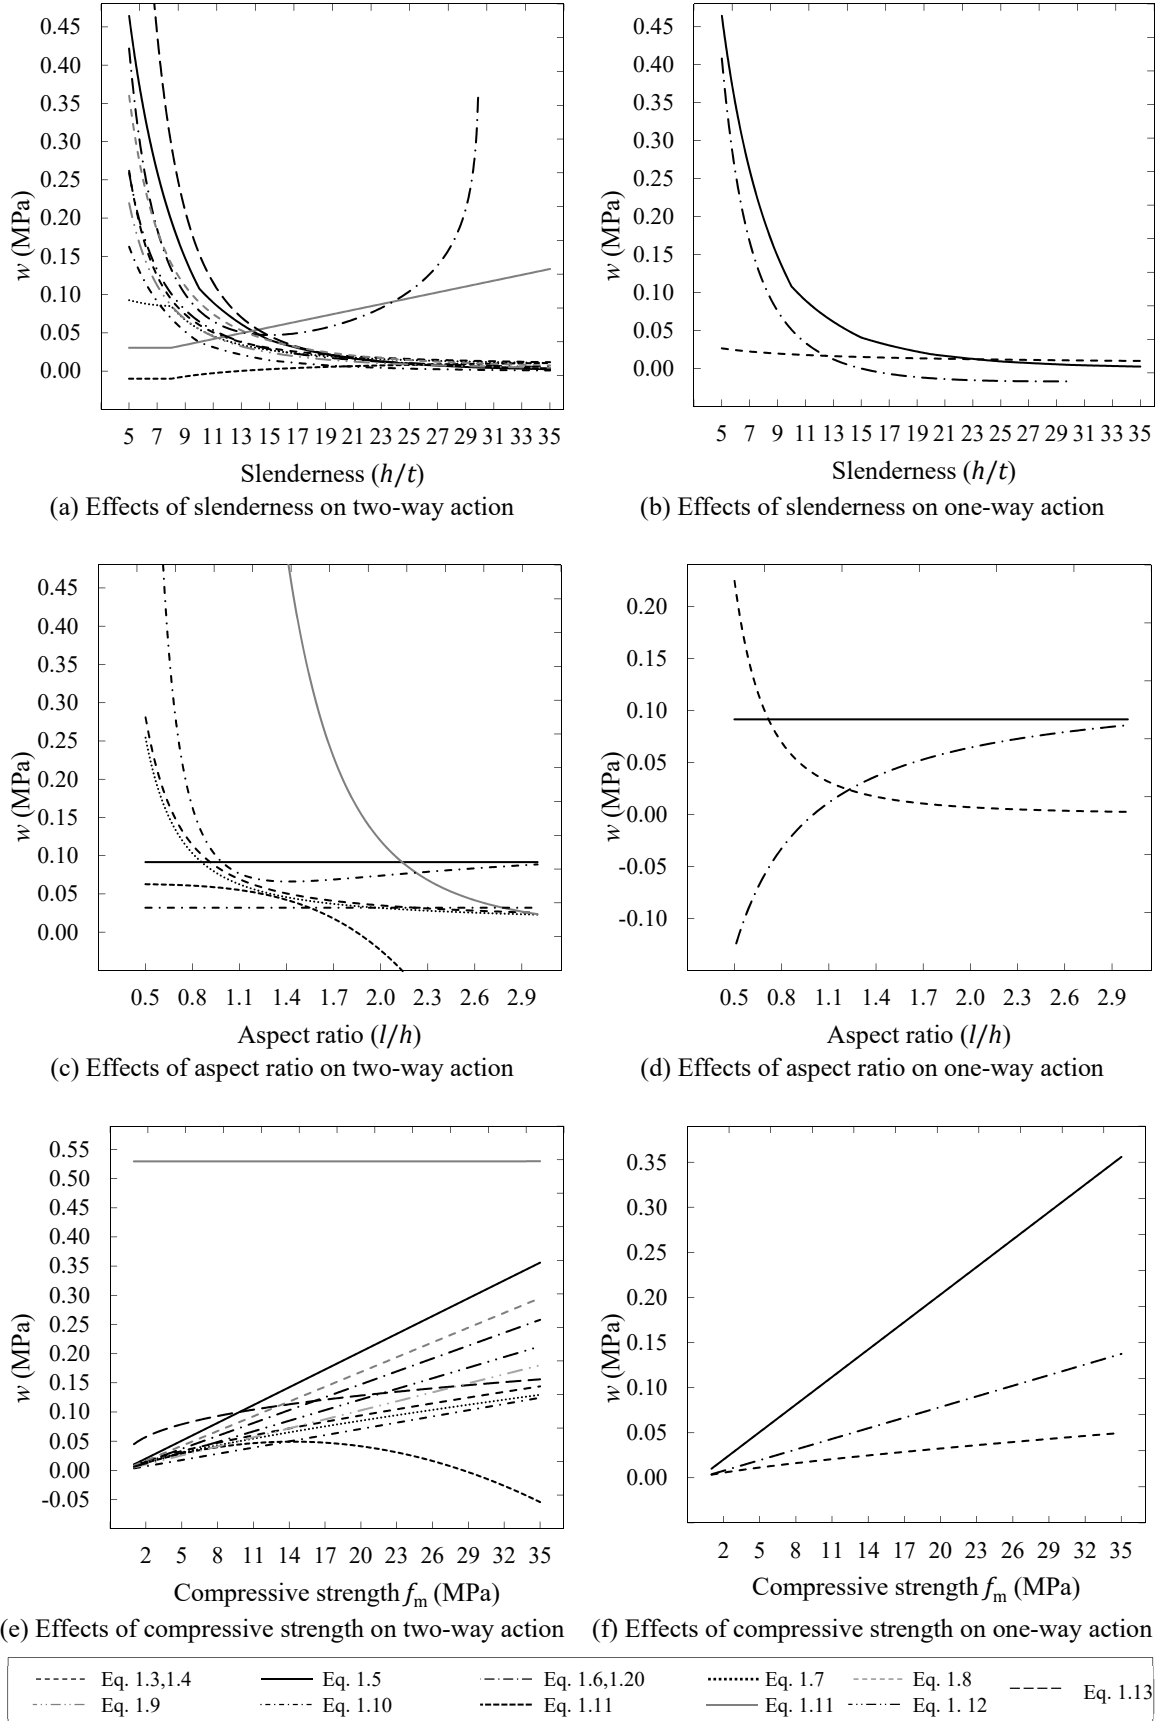 0.45
0.40
0.35
0.30
0.25
0.20
0.15
0.10
0.05
0.00
w (MPa)
5 7 9 11 13 15 17 19 21 23 25 27 29 31 33 35
Slenderness (h/t)
(a) Effects of slenderness on two-way action
0.45
0.40
0.35
0.30
0.25
0.20
0.15
0.10
0.05
0.00
w (MPa)
5 7 9 11 13 15 17 19 21 23 25 27 29 31 33 35
Slenderness (h/t)
(b) Effects of slenderness on one-way action
0.45
0.40
0.35
0.30
0.25
0.20
0.15
0.10
0.05
0.00
w (MPa)
0.5 0.8 1.1 1.4 1.7 2.0 2.3 2.6 2.9
Aspect ratio (l/h)
(c) Effects of aspect ratio on two-way action
0.20
0.15
0.10
0.05
0.00
-0.05
-0.10
w (MPa)
0.5 0.8 1.1 1.4 1.7 2.0 2.3 2.6 2.9
Aspect ratio (l/h)
(d) Effects of aspect ratio on one-way action
0.55
0.50
0.45
0.40
0.35
0.30
0.25
0.20
0.15
0.10
0.05
0.00
-0.05
w (MPa)
2 5 8 11 14 17 20 23 26 29 32 35
Compressive strength fm (MPa)
(e) Effects of compressive strength on two-way action
0.35
0.30
0.25
0.20
0.15
0.10
0.05
0.00
w (MPa)
2 5 8 11 14 17 20 23 26 29 32 35
Compressive strength fm (MPa)
(f) Effects of compressive strength on one-way action
Eq. 1.3,1.4 Eq. 1.5 Eq. 1.6,1.20 Eq. 1.7 Eq. 1.8 Eq. 1.13
Eq. 1.9 Eq. 1.10 Eq. 1.11 Eq. 1.11 Eq. 1. 12